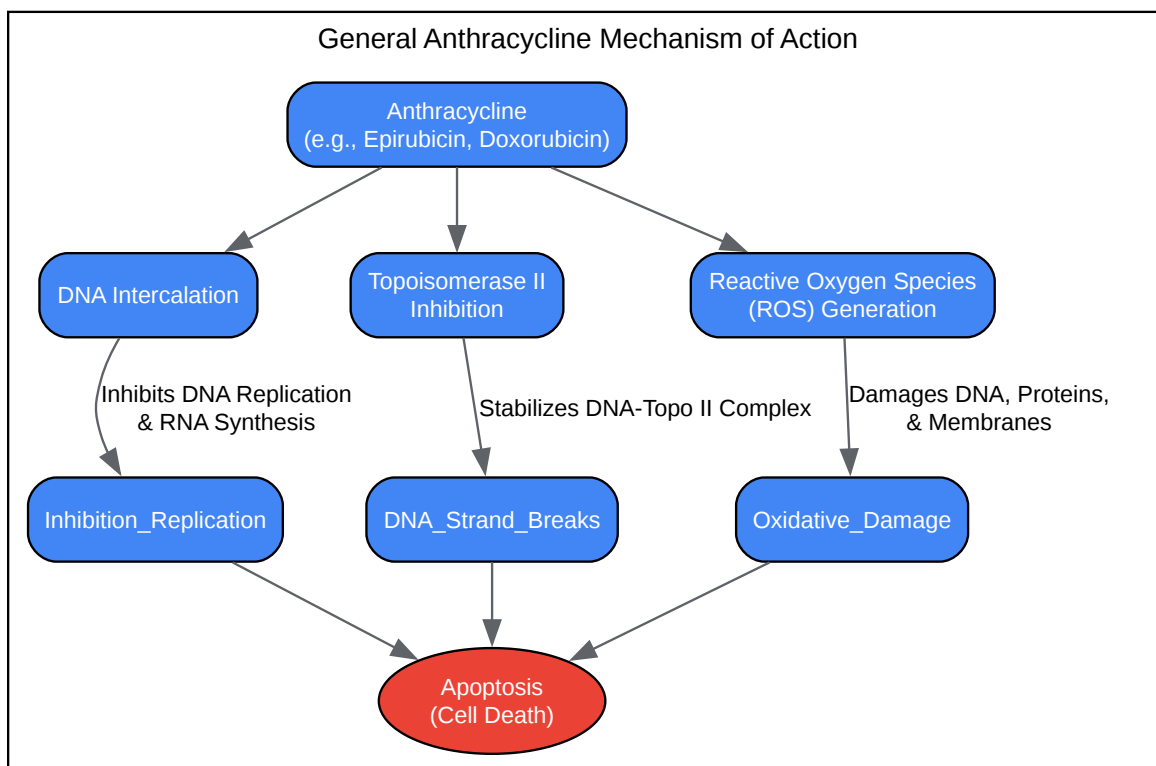 General Anthracycline Mechanism of Action
Anthracycline
(e.g., Epirubicin, Doxorubicin)
DNA Intercalation
Topoisomerase II
Inhibition
Reactive Oxygen Species
(ROS) Generation
Inhibits DNA Replication
& RNA Synthesis
Stabilizes DNA-Topo II Complex
Damages DNA, Proteins,
& Membranes
Inhibition_Replication
DNA_Strand_Breaks
Oxidative_Damage
Apoptosis
(Cell Death)